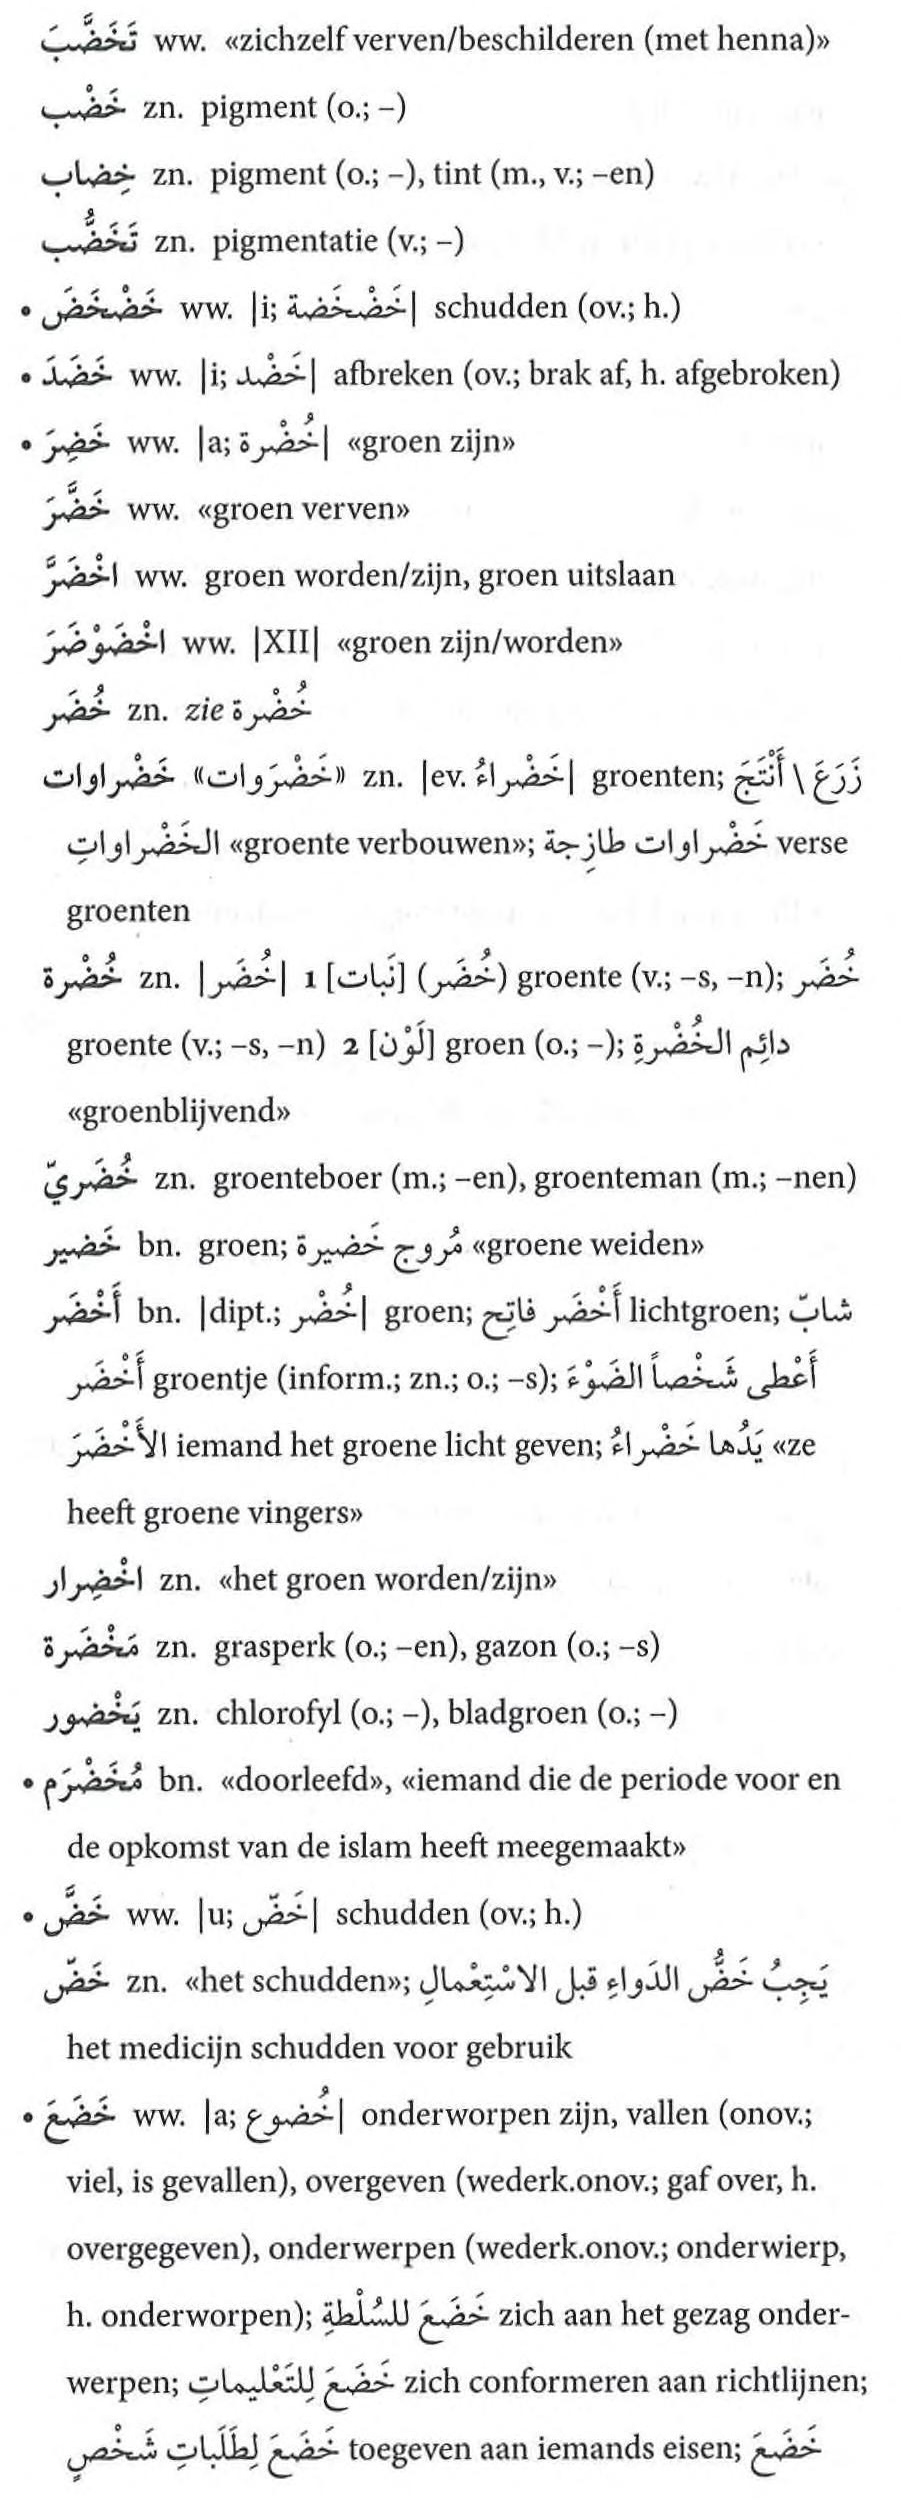 تَخَضَّبَ ww. «zichzelf verven/beschilderen (met henna)»
خَضْب zn. pigment (o.; –)
خِضاب zn. pigment (o.; –), tint (m., v.; –en)
تَخَضُّب zn. pigmentatie (v.; –)
• خَضْخَضَ ww. |i; خَضْخَضة| schudden (ov.; h.)
• خَضَدَ ww. |i; خَضْد| afbreken (ov.; brak af, h. afgebroken)
• خَضِرَ ww. |a; خُضْرة| «groen zijn»
خَضَّرَ ww. «groen verven»
اخْضَرَّ ww. groen worden/zijn, groen uitslaan
اخْضَوْضَرَ ww. |XII| «groen zijn/worden»
خُضَر zn. zie خُضْرة
خَضْراوات «خَضْرَوات» zn. |ev. خَضْراءُ| groenten; زَرَعَ \ أَنْتَجَ
الخَضْراواتِ «groente verbouwen»; خَضْراوات طازِجة verse
groenten
خُضْرة zn. |خُضَر| 1 [نَبات] (خُضَر) groente (v.; –s, –n); خُضَر
groente (v.; –s, –n) 2 [لَوْن] groen (o.; –); دائِم الخُضْرةِ
«groenblijvend»
خُضَريّ zn. groenteboer (m.; –en), groenteman (m.; –nen)
خَضير bn. groen; مُروج خَضيرة «groene weiden»
أَخْضَر bn. |dipt.; خُضْر| groen; أَخْضَر فاتِح lichtgroen; شابّ
أَخْضَر groentje (inform.; zn.; o.; –s); أَعْطى شَخْصاً الضَوْءَ
الأَخْضَرَ iemand het groene licht geven; يَدُها خَضْراءُ «ze
heeft groene vingers»
اخْضِرار zn. «het groen worden/zijn»
مَخْضَرة zn. grasperk (o.; –en), gazon (o.; –s)
يَخْضور zn. chlorofyl (o.; –), bladgroen (o.; –)
• مُخَضْرَم bn. «doorleefd», «iemand die de periode voor en
de opkomst van de islam heeft meegemaakt»
• خَضَّ ww. |u; خَضّ| schudden (ov.; h.)
خَضّ zn. «het schudden»; يَجِبُ خَضُّ الدَواءِ قبل الاسْتِعْمالِ
het medicijn schudden voor gebruik
• خَضَعَ ww. |a; خُضوع| onderworpen zijn, vallen (onov.;
viel, is gevallen), overgeven (wederk.onov.; gaf over, h.
overgegeven), onderwerpen (wederk.onov.; onderwierp,
h. onderworpen); خَضَعَ للسُلْطةِ zich aan het gezag onder-
werpen; خَضَعَ لِلتَعْليماتِ zich conformeren aan richtlijnen;
خَضَعَ لِطَلَباتِ شَخْصٍ toegeven aan iemands eisen; خَضَعَ